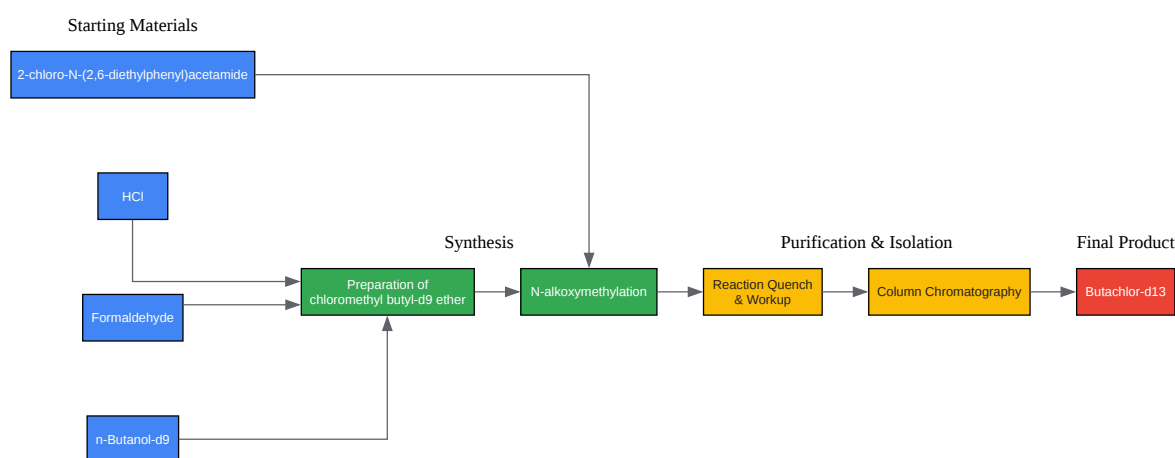 Starting Materials
2-chloro-N-(2,6-diethylphenyl)acetamide
HCl
Formaldehyde
n-Butanol-d9
Synthesis
Preparation of
chloromethyl butyl-d9 ether
N-alkoxymethylation
Purification & Isolation
Reaction Quench
& Workup
Column Chromatography
Final Product
Butachlor-d13